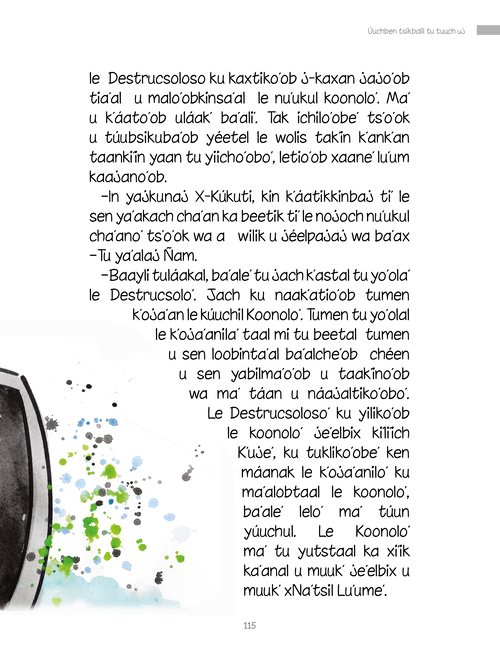 Úuchben tsikbalil tu tuuch uj
le Destrucsoloso ku kaxtiko'ob j-kaxan jajo'ob
tia'al u malo'obkinsa'al le nu'ukul koonolo'. Ma'
u k'áato'ob uláak' ba'ali'. Tak ichilo'obe' ts'o'ok
u túubsikuba'ob yéetel le wolis tak'in k'ank'an
taankiin yaan tu yiicho'obo', letio'ob xaane' lu'um
kaajano'ob.
–In yajkunaj X-Kúkuti, kin k'áatikkinbaj ti' le
sen ya'akach cha'an ka beetik ti' le nojoch nu'ukul
cha'ano' ts'o'ok wa a wilik u jéelpajaj wa ba'ax
–Tu ya'alaj Ñam.
–Baayli tuláakal, ba'ale' tu jach k'astal tu yo'ola'
le Destrucsolo'. Jach ku naak'atio'ob tumen
k'oja'an le kúuchil Koonolo'. Tumen tu yo'olal
le k'oja'anila' taal mi tu beetal tumen
u sen loobinta'al ba'alche'ob chéen
u sen yabilma'o'ob u taak'ino'ob
wa ma' táan u náajaltiko'obo'.
Le Destrucsoloso' ku yiliko'ob
le koonolo' je'elbix k'íilich
K'uje', ku tukliko'obe' ken
máanak le k'oja'anilo' ku
ma'alobtaal le koonolo',
ba'ale' lelo' ma' túun
yúuchul. Le Koonolo'
ma' tu yutstaal ka xi'ik
ka'anal u muuk' je'elbix u
muuk' xNa'tsil Lu'ume'.
115